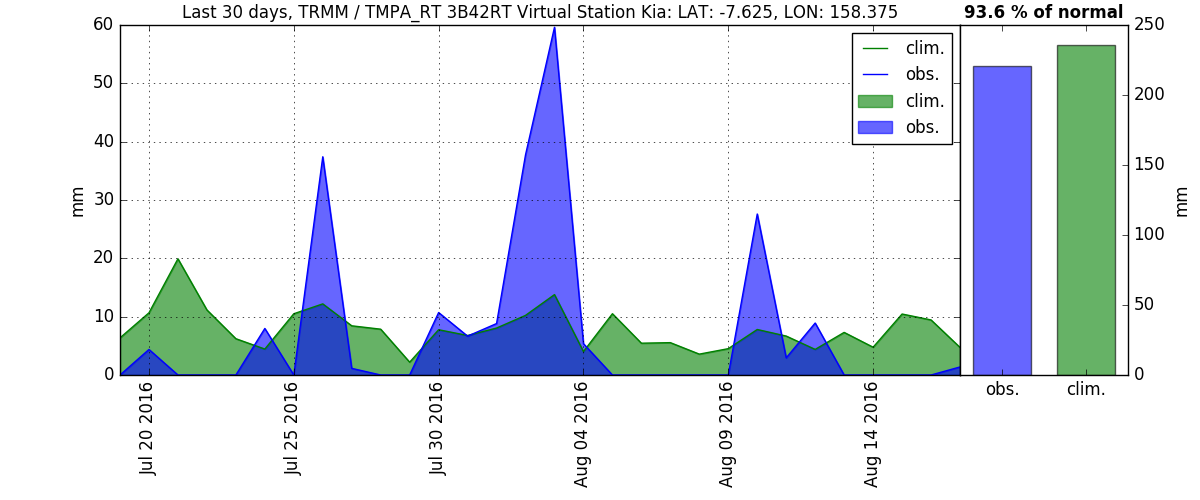 Last 30 days, TRMM / TMPA_RT 3B42RT Virtual Station Kia: LAT: -7.625, LON: 158.375
93.6 % of normal
60
50
40
30
20
10
0
mm
clim.
obs.
clim.
obs.
Jul 20 2016
Jul 25 2016
Jul 30 2016
Aug 04 2016
Aug 09 2016
Aug 14 2016
250
200
150
100
50
0
mm
obs.
clim.